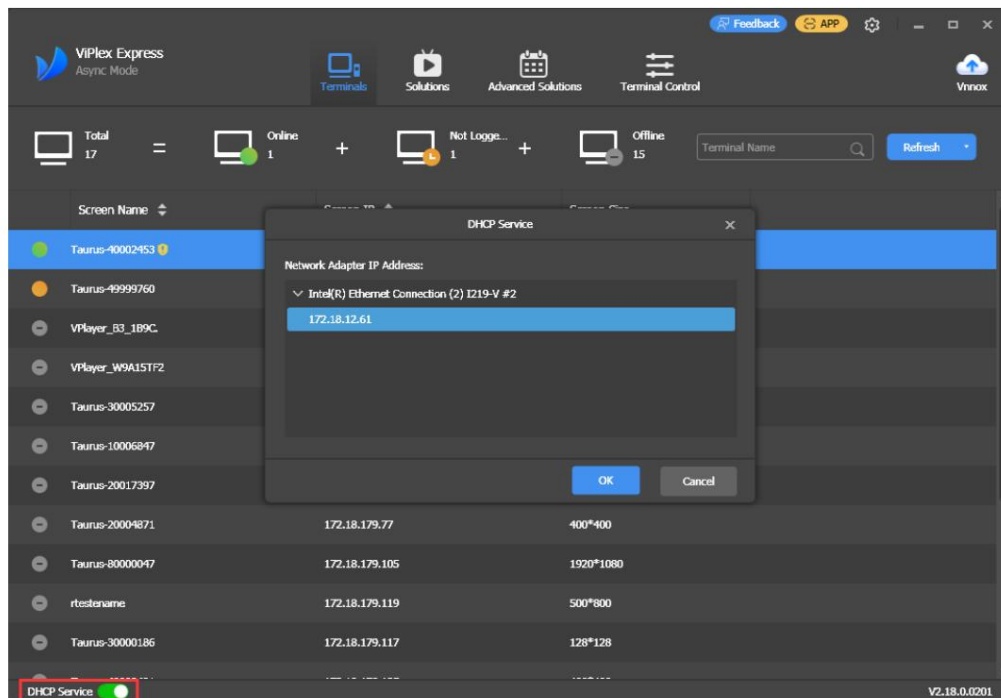 Feedback APP
ViPlex Express
Async Mode
Terminals Solutions Advanced Solutions Terminal Control Vnnox
Total
17
=
Online
1
+
Not Logge...
1
+
Offline
15
Terminal Name
Refresh
Screen Name Screen IP Screen Size
DHCP Service
Network Adapter IP Address:
Intel(R) Ethernet Connection (2) I219-V #2
172.18.12.61
OK Cancel
Taurus-40002453
Taurus-49999760
VPlayer_B3_1B9C.
VPlayer_W9A15TF2
Taurus-30005257
Taurus-10006847
Taurus-20017397
Taurus-20004871 172.18.179.77 400*400
Taurus-80000047 172.18.179.105 1920*1080
rtestename 172.18.179.119 500*800
Taurus-30000186 172.18.179.117 128*128
DHCP Service V2.18.0.0201